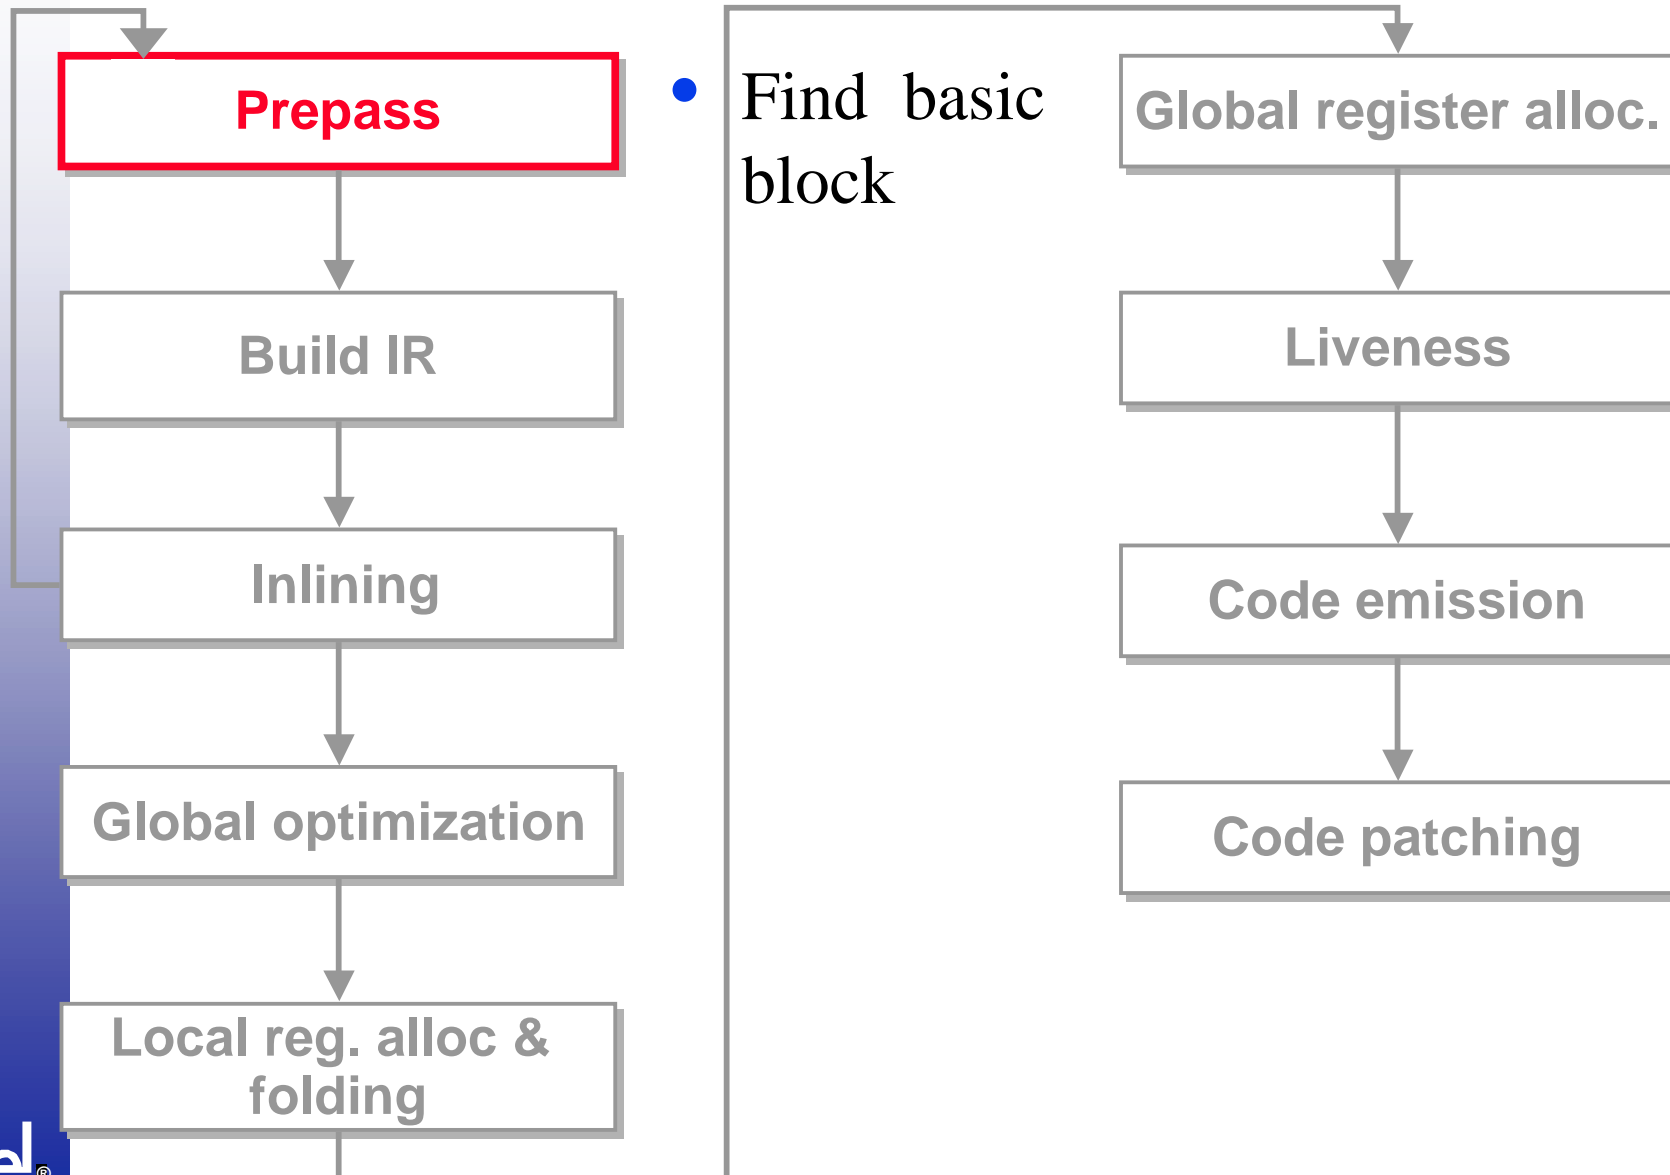 Prepass
Build IR
Inlining
Global optimization
Local reg. alloc &
folding
• Find basic
block
Global register alloc.
Liveness
Code emission
Code patching
el®